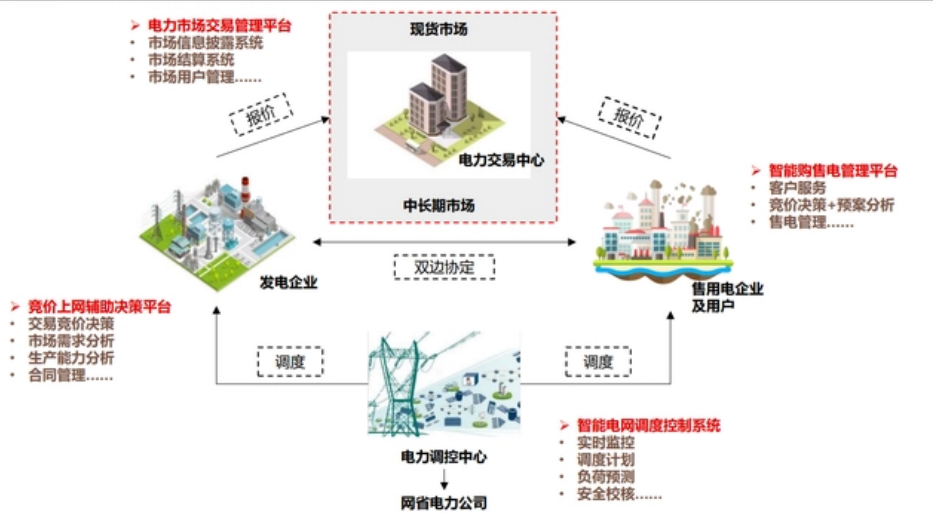 电力市场交易管理平台
• 市场信息披露系统
• 市场结算系统
• 市场用户管理......
现货市场
电力交易中心
中长期市场
报价
报价
智能购售电管理平台
• 客户服务
• 竞价决策+预案分析
• 售电管理......
发电企业
双边协定
售用电企业
及用户
竞价上网辅助决策平台
• 交易竞价决策
• 市场需求分析
• 生产能力分析
• 合同管理......
调度
调度
电力调控中心
网省电力公司
智能电网调度控制系统
• 实时监控
• 调度计划
• 负荷预测
• 安全校核......